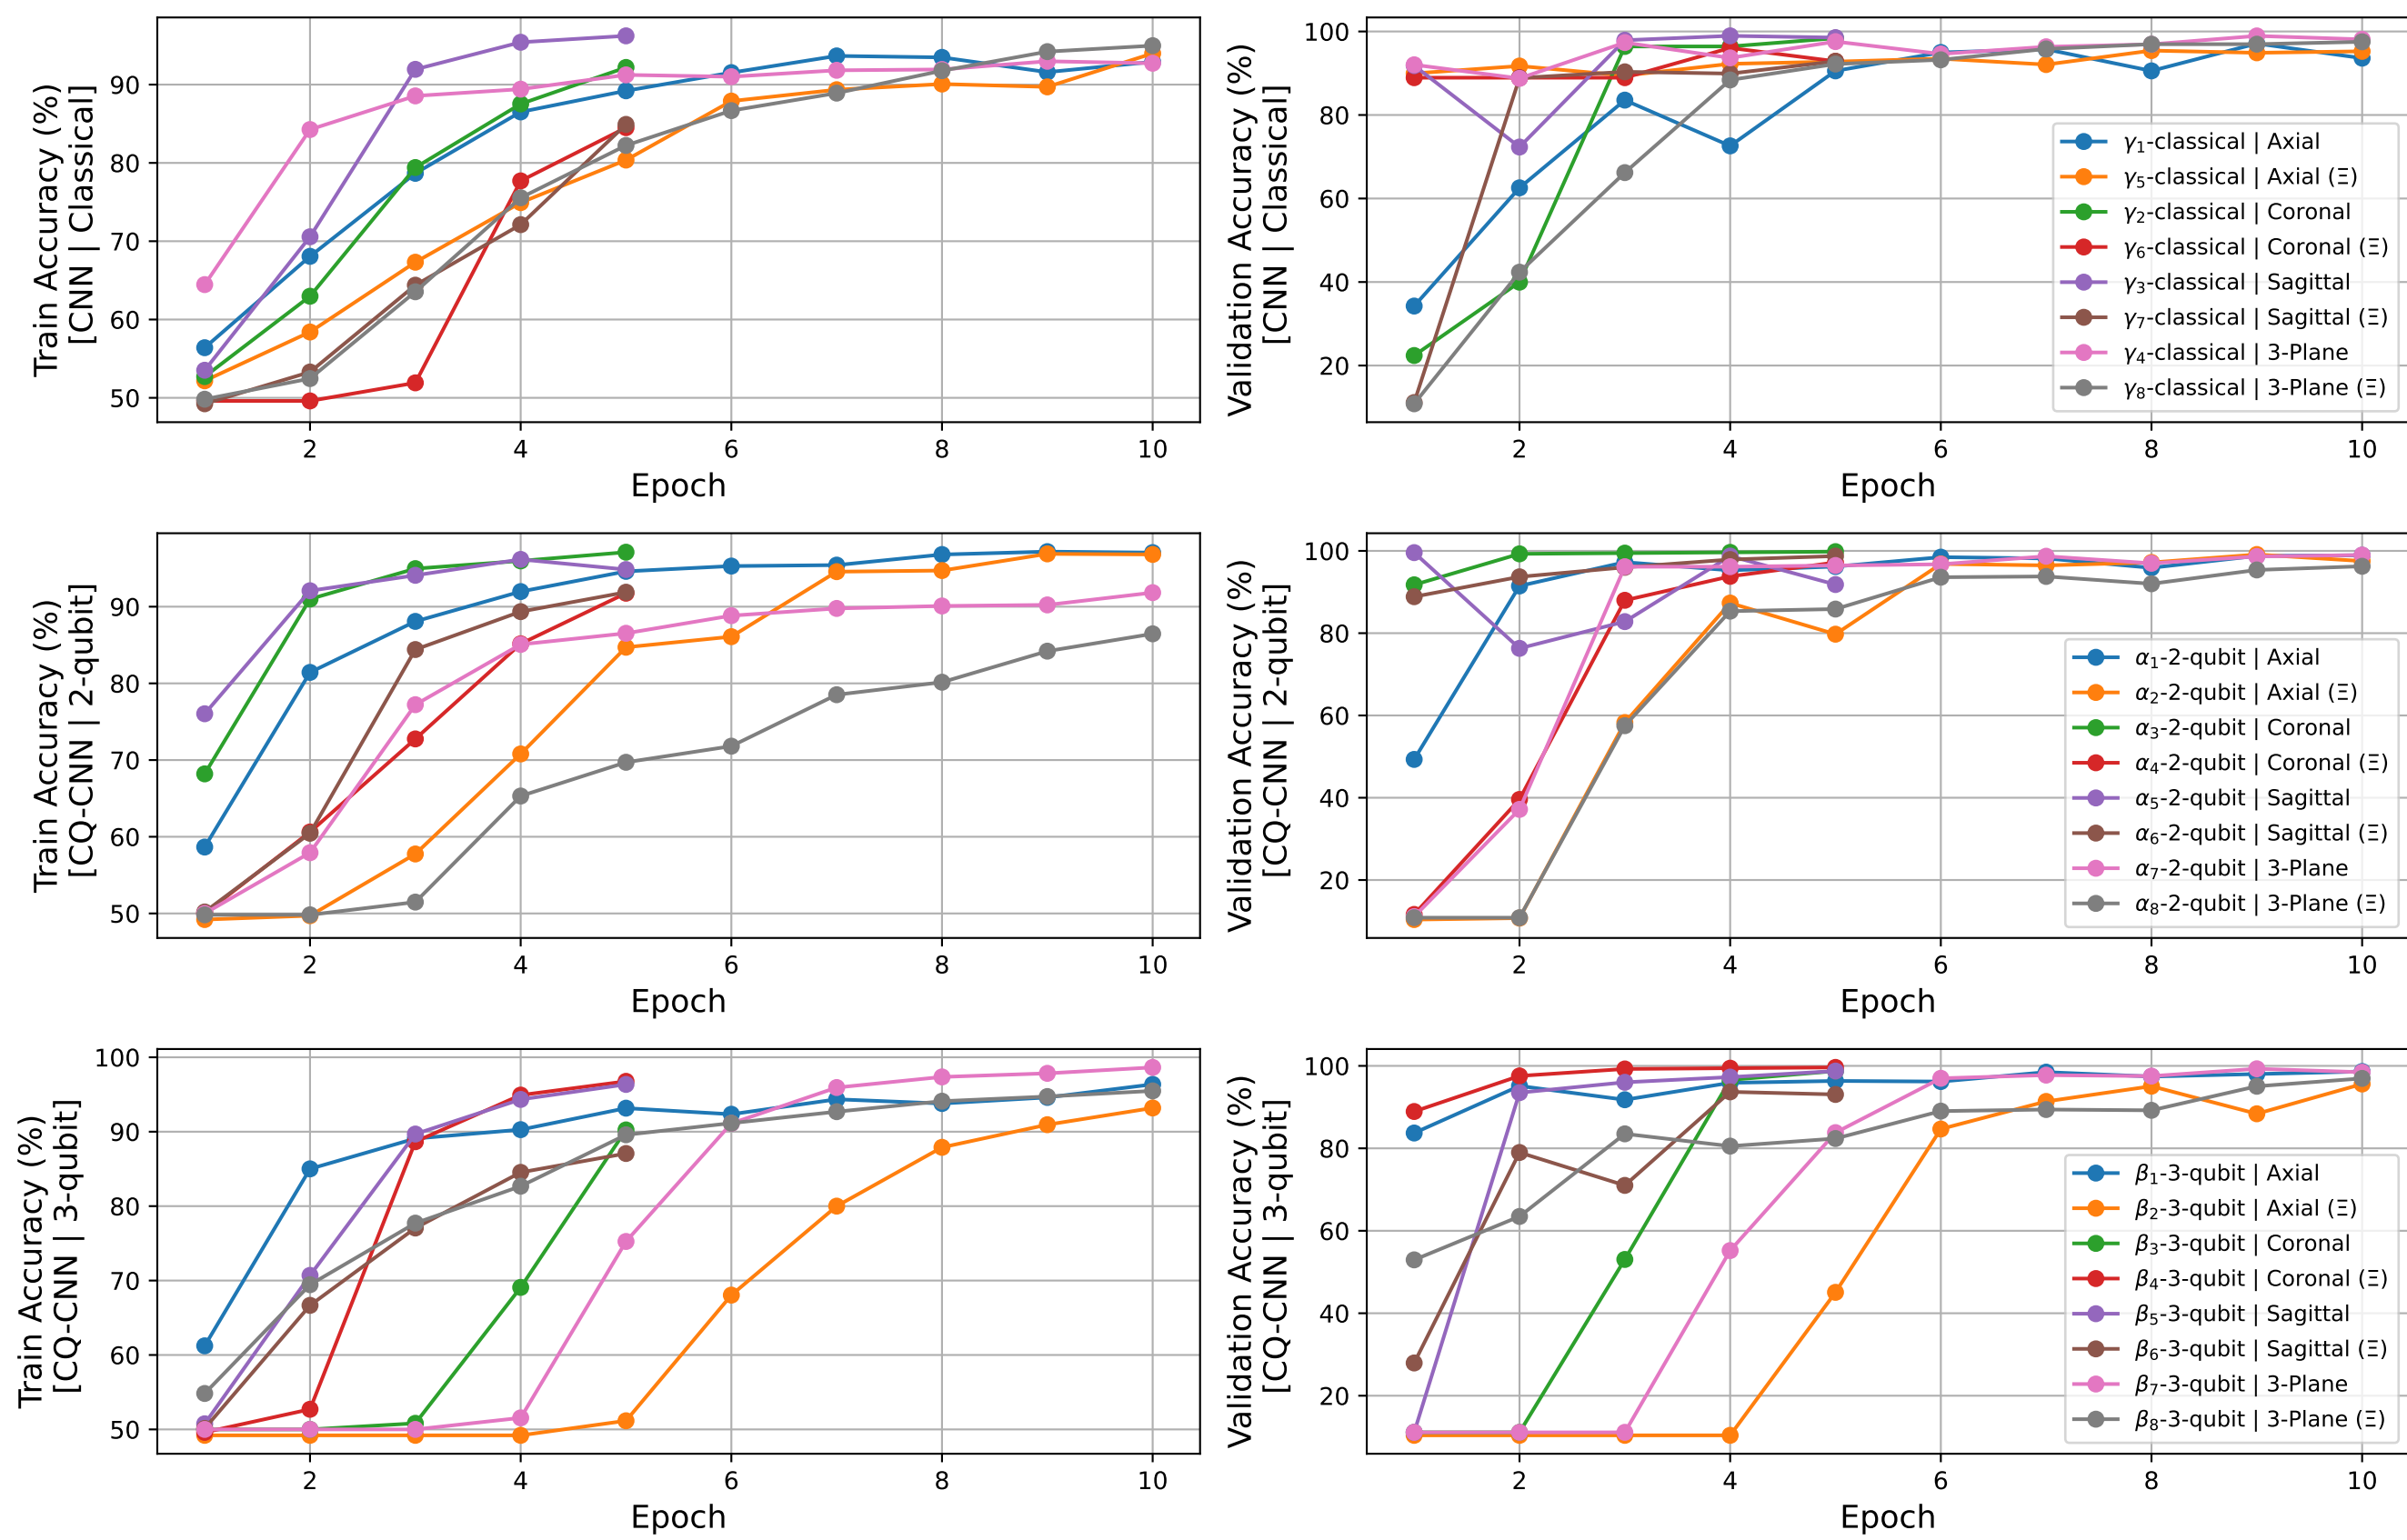 Train Accuracy (%)
[CNN | Classical]
90
80
70
60
50
2 4 6 8 10
Epoch
Validation Accuracy (%)
[CNN | Classical]
100
80
60
40
20
γ1-classical | Axial
γ5-classical | Axial (Ξ)
γ2-classical | Coronal
γ6-classical | Coronal (Ξ)
γ3-classical | Sagittal
γ7-classical | Sagittal (Ξ)
γ4-classical | 3-Plane
γ8-classical | 3-Plane (Ξ)
2 4 6 8 10
Epoch
Train Accuracy (%)
[CQ-CNN | 2-qubit]
90
80
70
60
50
2 4 6 8 10
Epoch
Validation Accuracy (%)
[CQ-CNN | 2-qubit]
100
80
60
40
20
α1-2-qubit | Axial
α2-2-qubit | Axial (Ξ)
α3-2-qubit | Coronal
α4-2-qubit | Coronal (Ξ)
α5-2-qubit | Sagittal
α6-2-qubit | Sagittal (Ξ)
α7-2-qubit | 3-Plane
α8-2-qubit | 3-Plane (Ξ)
2 4 6 8 10
Epoch
Train Accuracy (%)
[CQ-CNN | 3-qubit]
100
90
80
70
60
50
2 4 6 8 10
Epoch
Validation Accuracy (%)
[CQ-CNN | 3-qubit]
100
80
60
40
20
β1-3-qubit | Axial
β2-3-qubit | Axial (Ξ)
β3-3-qubit | Coronal
β4-3-qubit | Coronal (Ξ)
β5-3-qubit | Sagittal
β6-3-qubit | Sagittal (Ξ)
β7-3-qubit | 3-Plane
β8-3-qubit | 3-Plane (Ξ)
2 4 6 8 10
Epoch